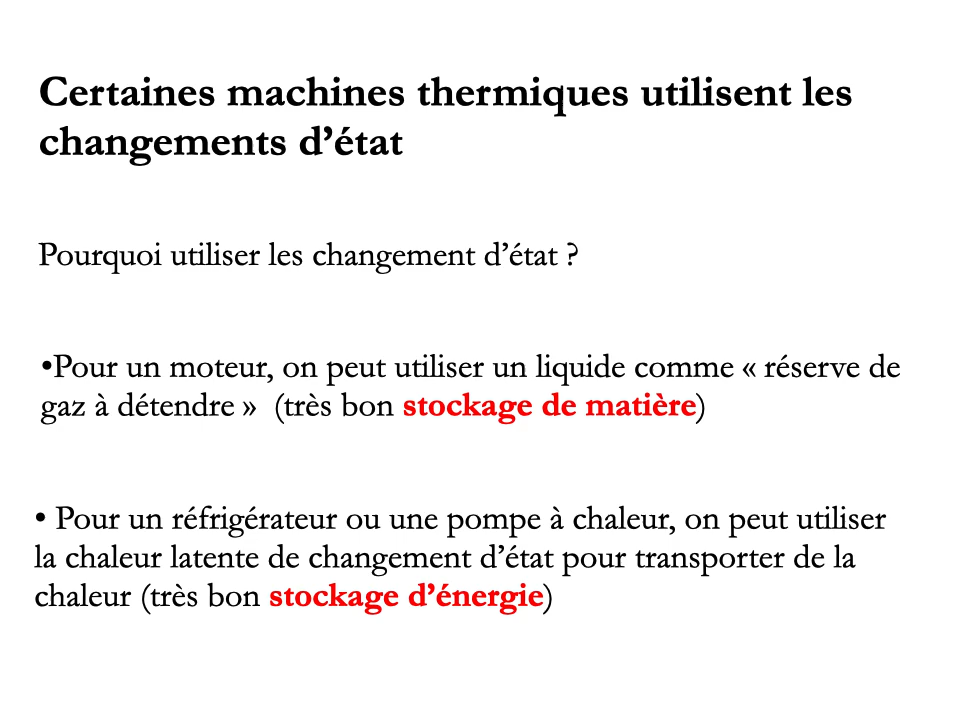 Certaines machines thermiques utilisent les
changements d’état
Pourquoi utiliser les changement d’état ?
•Pour un moteur, on peut utiliser un liquide comme « réserve de
gaz à détendre »  (très bon stockage de matière)
• Pour un réfrigérateur ou une pompe à chaleur, on peut utiliser
la chaleur latente de changement d’état pour transporter de la
chaleur (très bon stockage d’énergie)